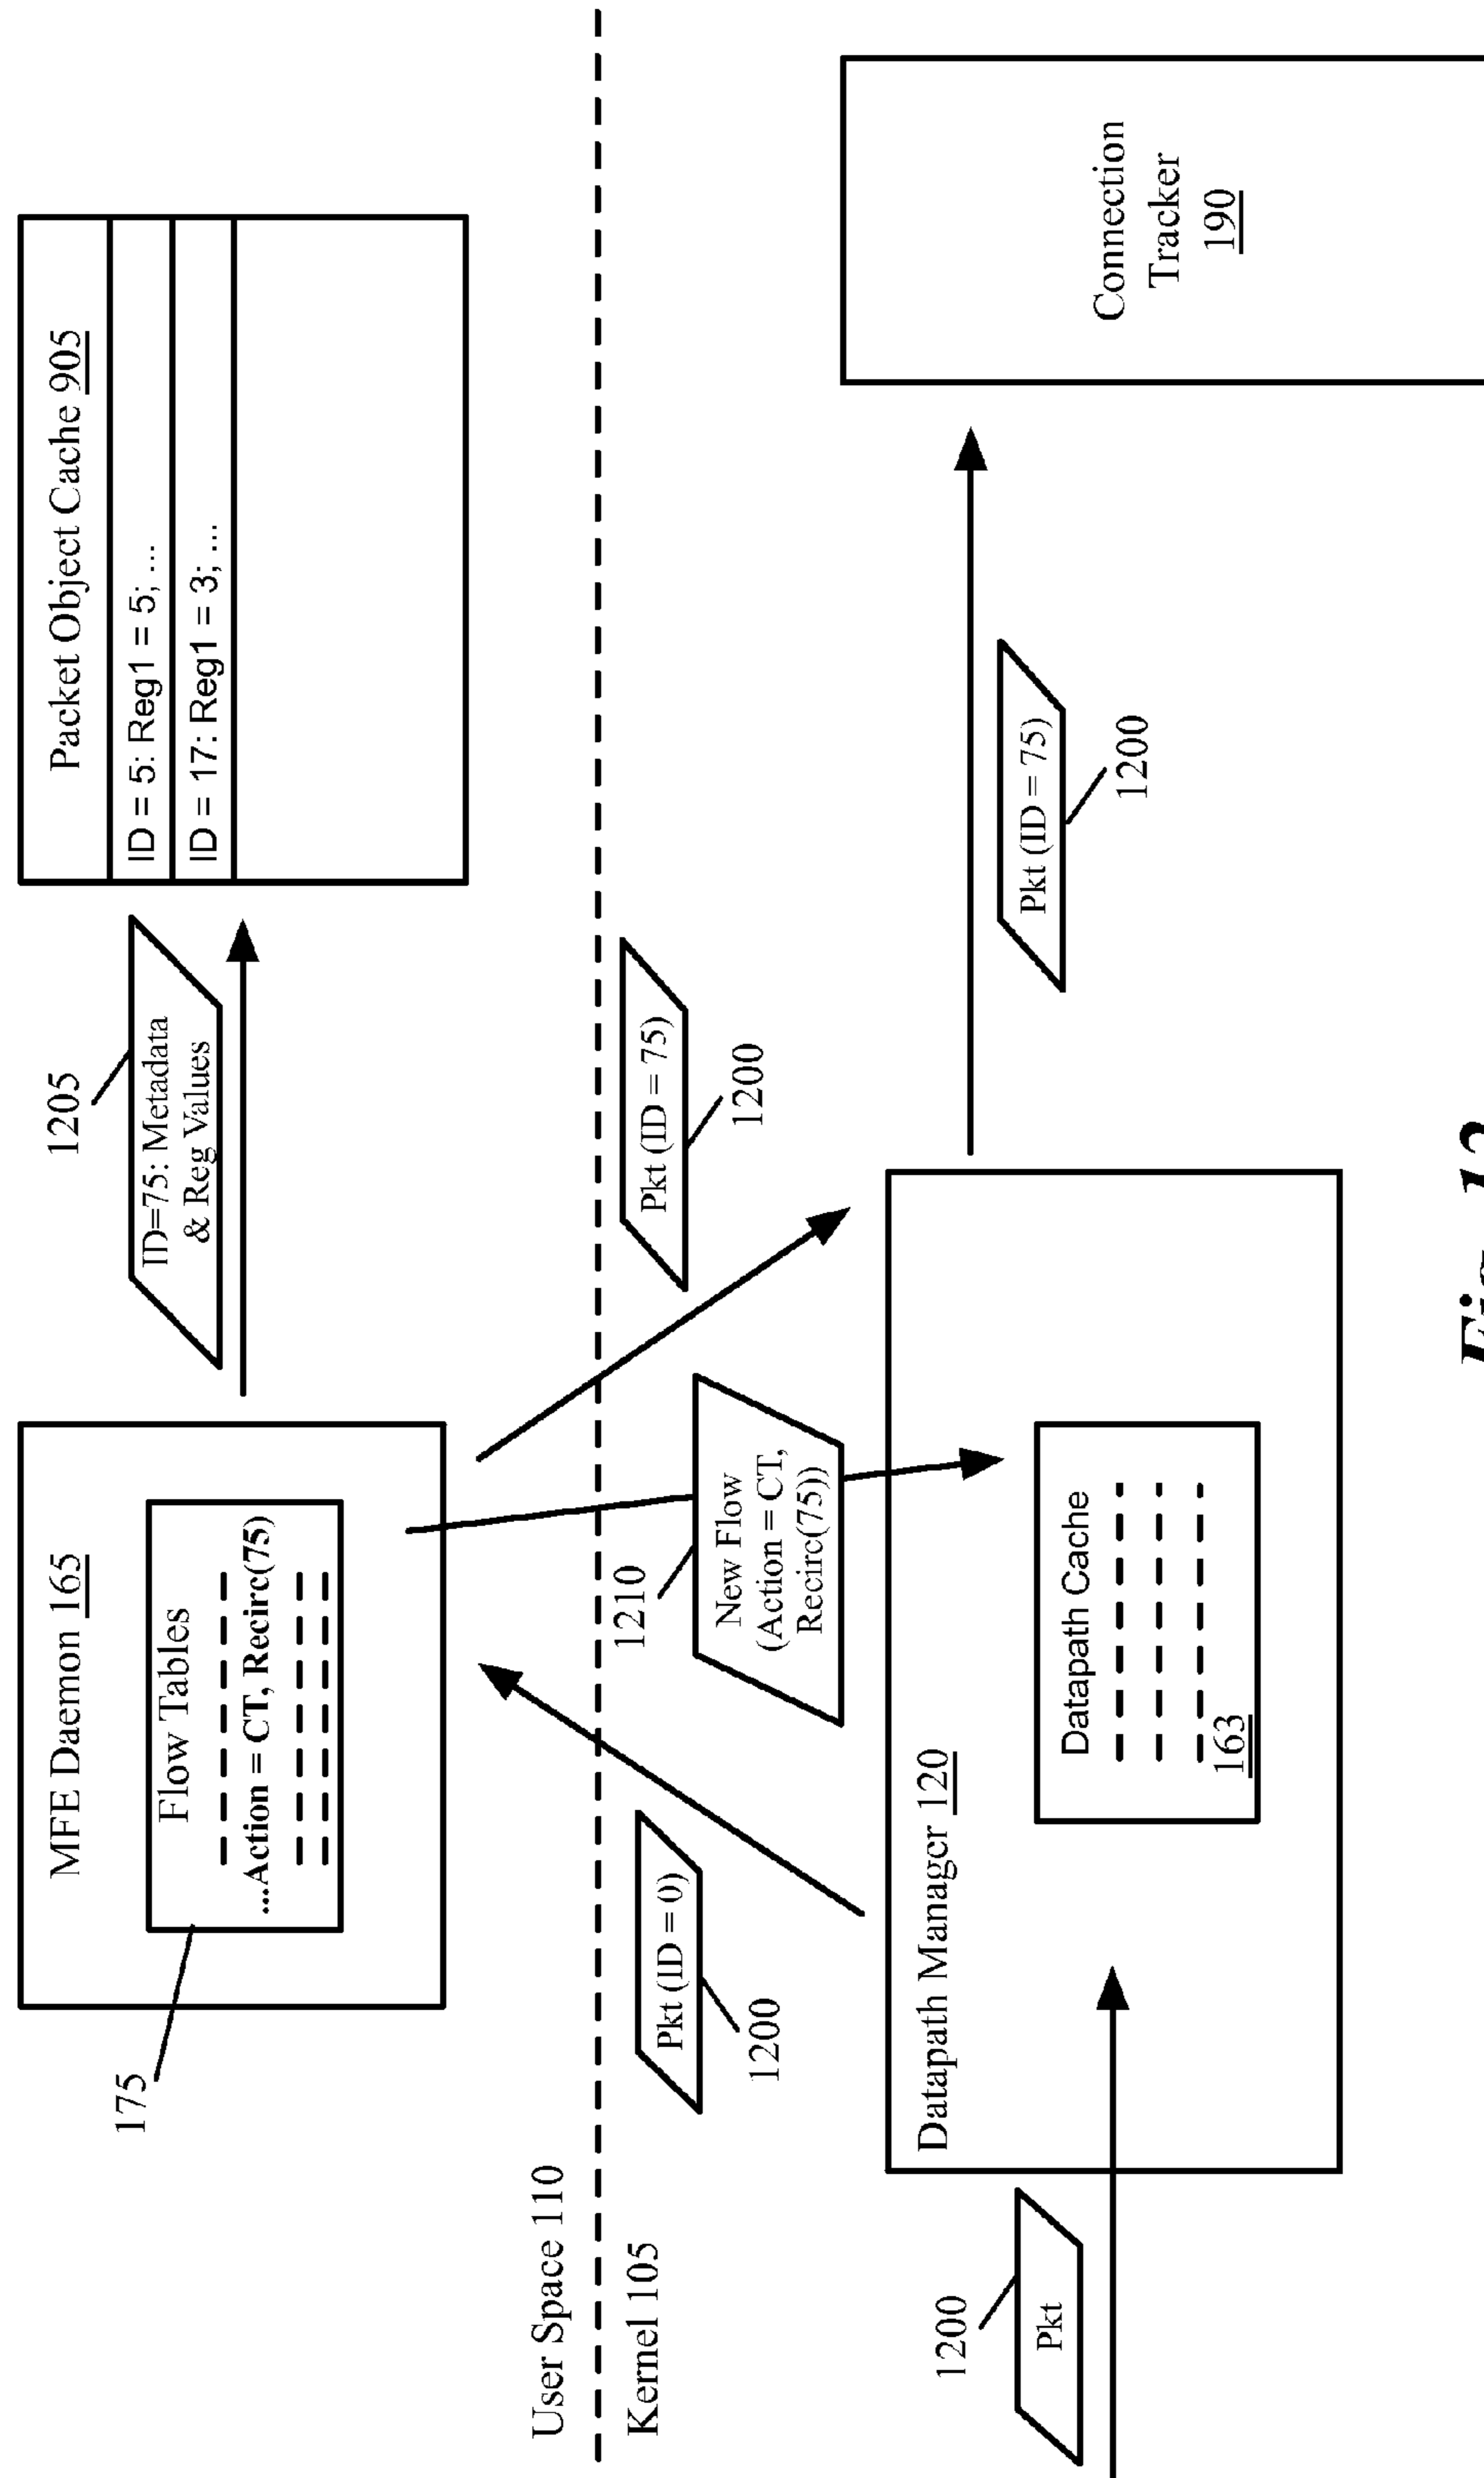 175
MFE Daemon 165
Flow Tables
...Action = CT, Recirc(75)
1205
ID=75: Metadata
& Reg Values
Packet Object Cache 905
ID = 5: Reg1 = 5; ...
ID = 17: Reg1 = 3; ...
User Space 110
Kernel 105
Pkt (ID = 0)
1200
1210
New Flow
(Action = CT,
Recirc(75))
Pkt (ID = 75)
1200
1200
Pkt
Datapath Manager 120
Datapath Cache
163
Pkt (ID = 75)
1200
Connection
Tracker
190
Fig. 12